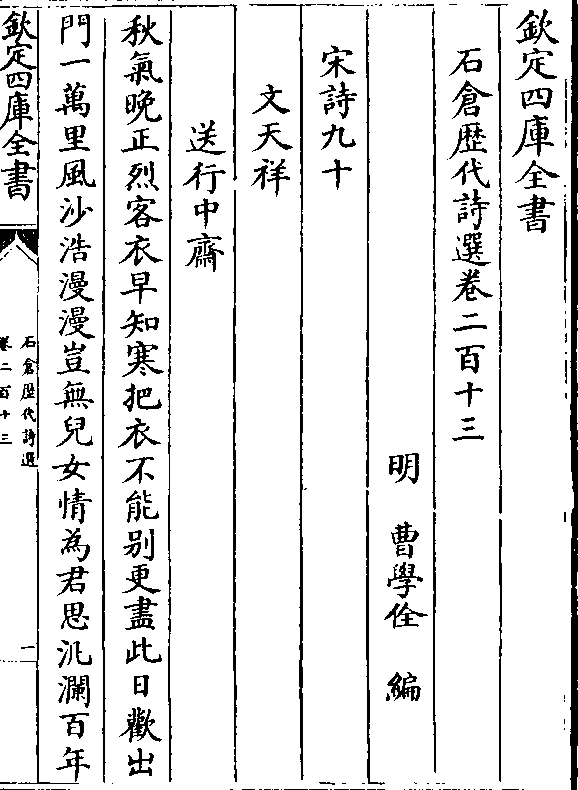 欽定四庫全書
石倉歴代詩選卷二百十三
明 曹學佺 編
宋詩九十
文天祥
送行中齋
秋氣晚正烈客衣早知寒把衣不能别更盡此日歡出
門一萬里風沙浩漫漫豈無兒女情為君思汍瀾百年
欽定四庫全書
石倉歴代詩選
卷二百十三
一